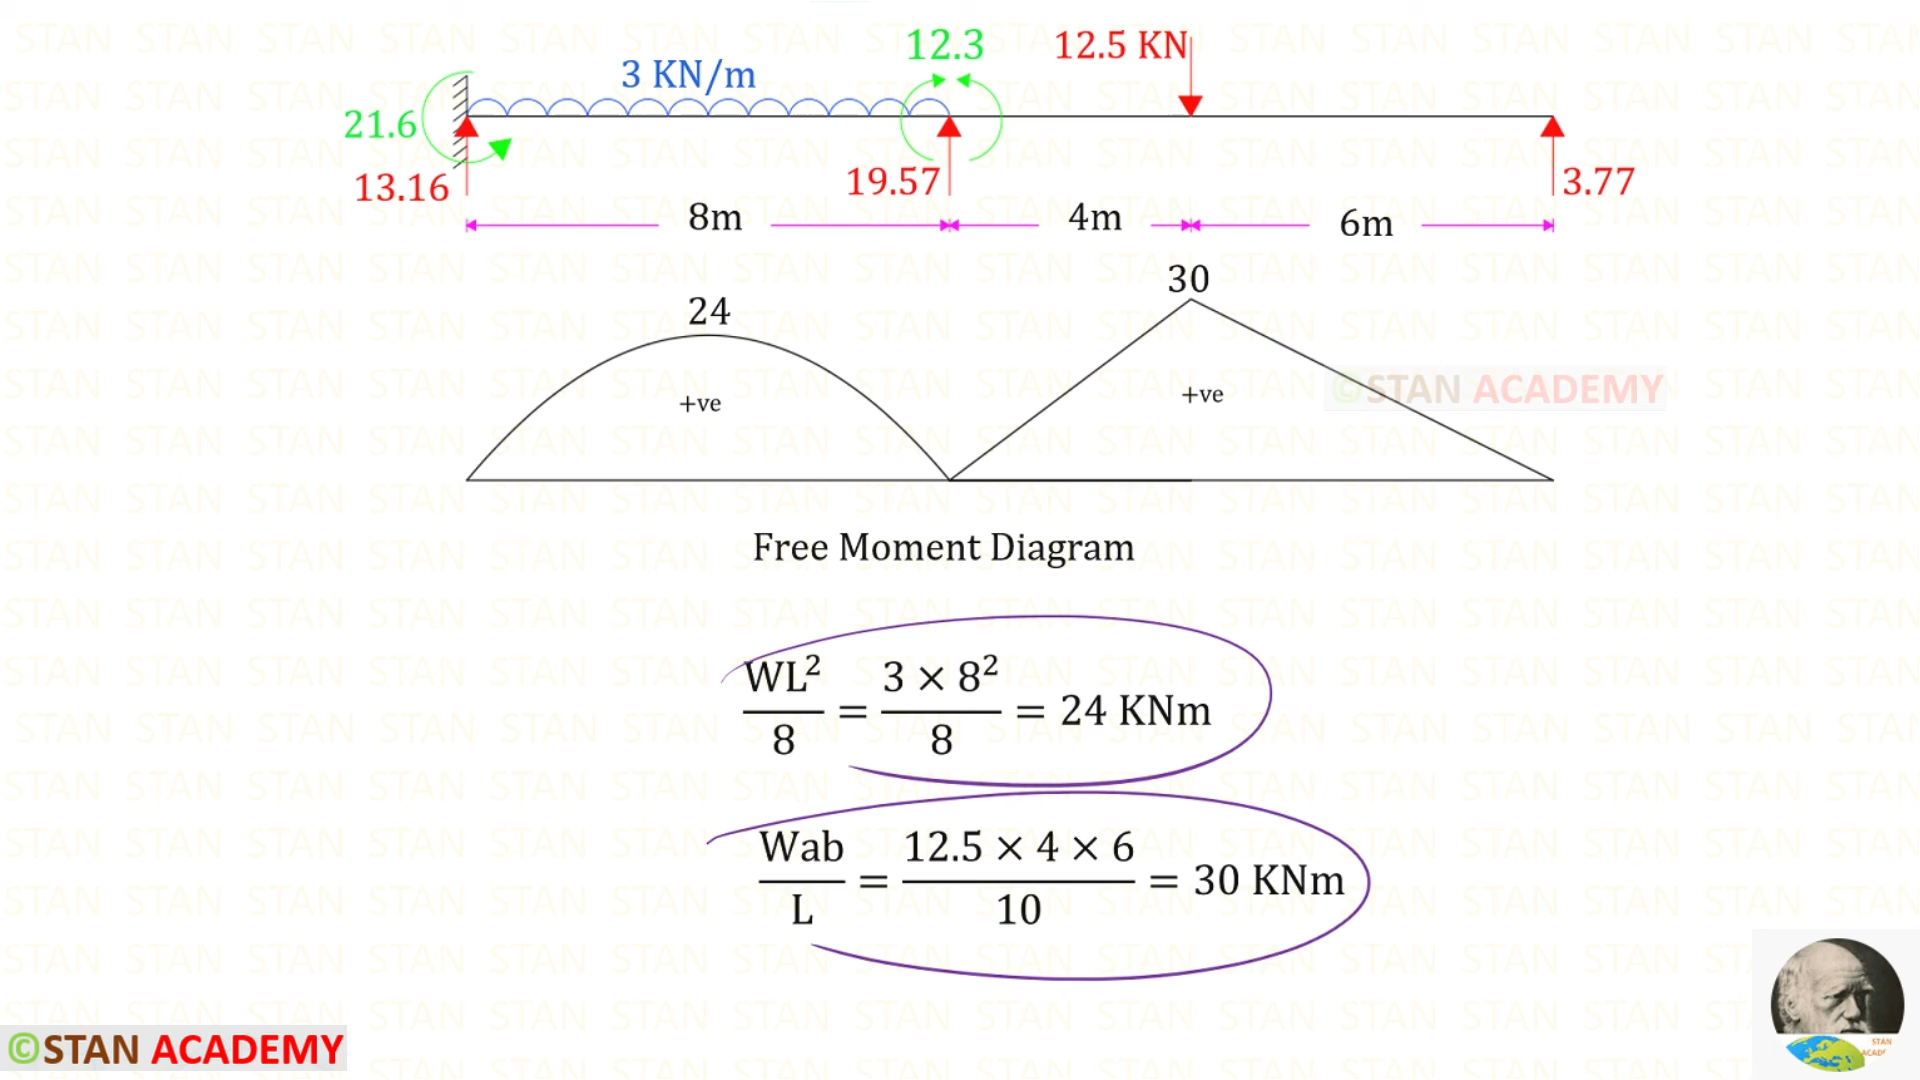 12.3
12.5 KN
3 KN/m
21.6
13.16
19.57
3.77
8m
4m
6m
24
30
+ve
+ve
©STAN ACADEMY
Free Moment Diagram
WL²/8 = 3 × 8²/8 = 24 KNm
Wab/L = 12.5 × 4 × 6/10 = 30 KNm
©STAN ACADEMY
STAN
ACADE